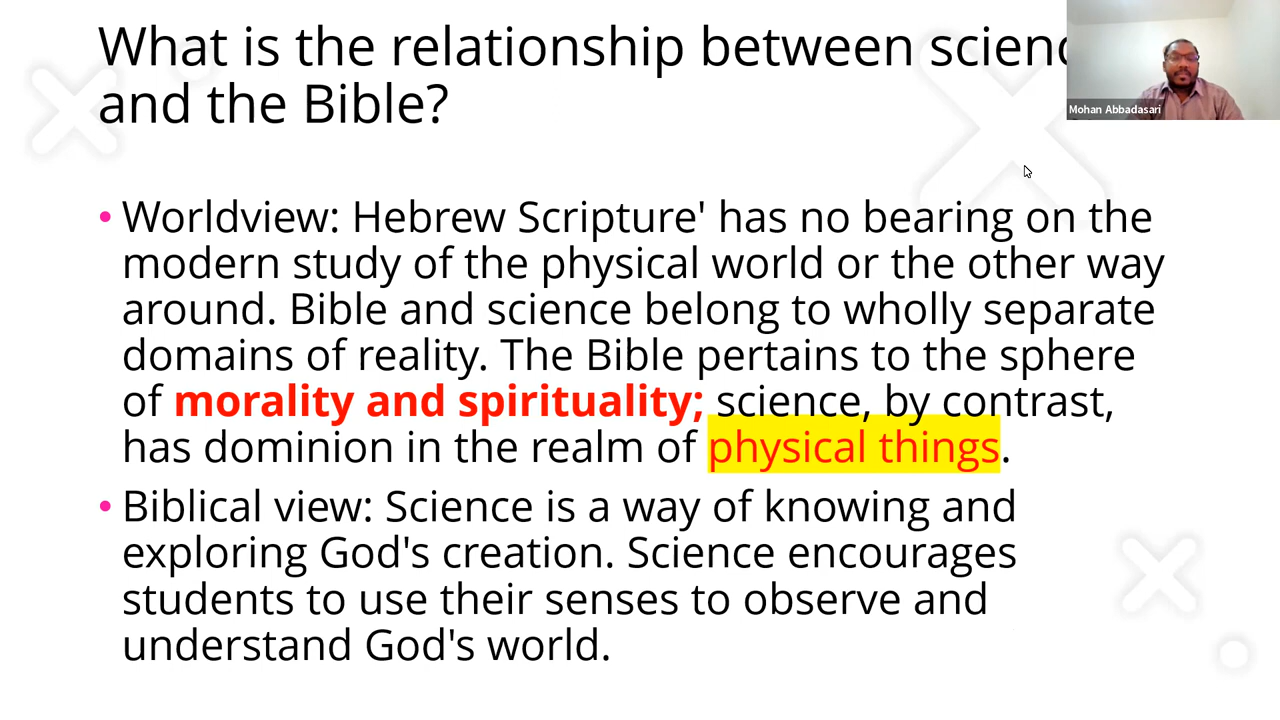 What is the relationship between scienc
and the Bible?
Mohan Abbadasari
• Worldview: Hebrew Scripture' has no bearing on the
modern study of the physical world or the other way
around. Bible and science belong to wholly separate
domains of reality. The Bible pertains to the sphere
of morality and spirituality; science, by contrast,
has dominion in the realm of physical things.
• Biblical view: Science is a way of knowing and
exploring God's creation. Science encourages
students to use their senses to observe and
understand God's world.